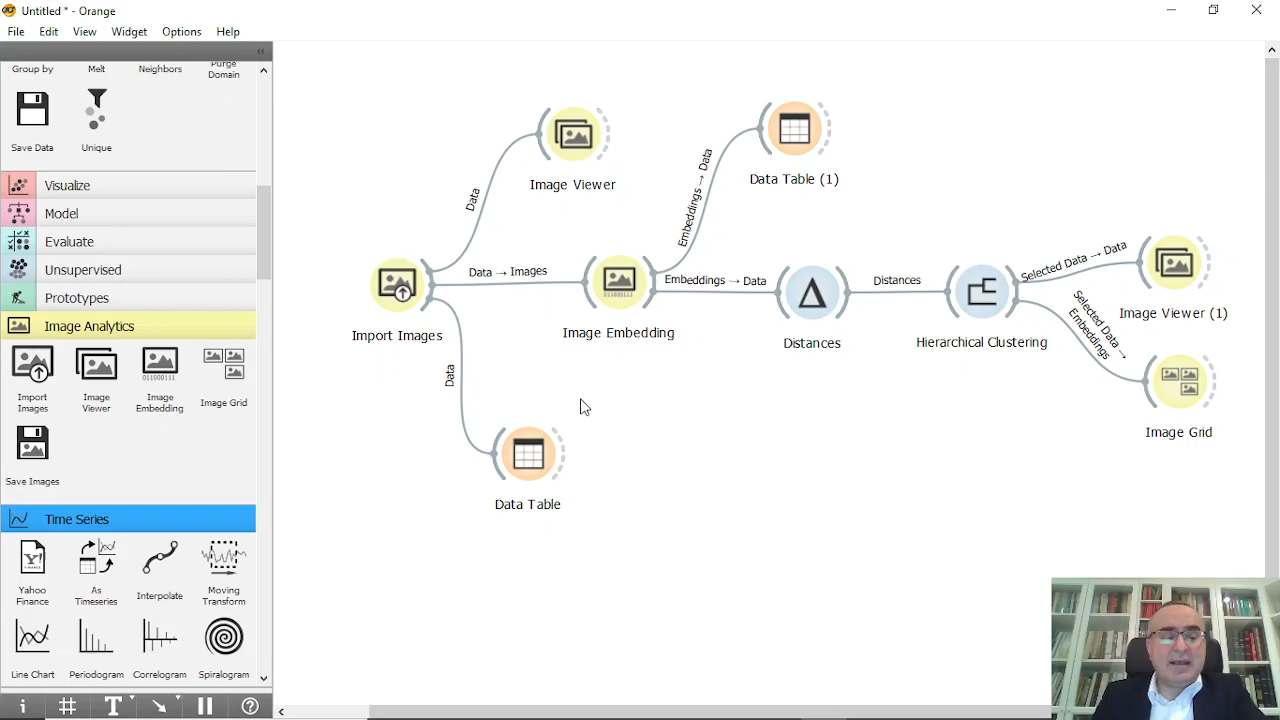 Untitled * - Orange
File Edit View Widget Options Help
Group by Melt Neighbors Purge Domain
Save Data Unique
Visualize
Model
Evaluate
Unsupervised
Prototypes
Image Analytics
Import Images Image Viewer Image Embedding Image Grid
Save Images
Time Series
Yahoo Finance As Timeseries Interpolate Moving Transform
Line Chart Periodogram Correlogram Spiralogram
Image Viewer
Data Table (1)
Data
Embeddings → Data
Data → Images
Embeddings → Data
Distances
Selected Data → Data
Import Images
Image Embedding
Distances
Hierarchical Clustering
Image Viewer (1)
Selected Data →
Embeddings
Data
Image Grid
Data Table